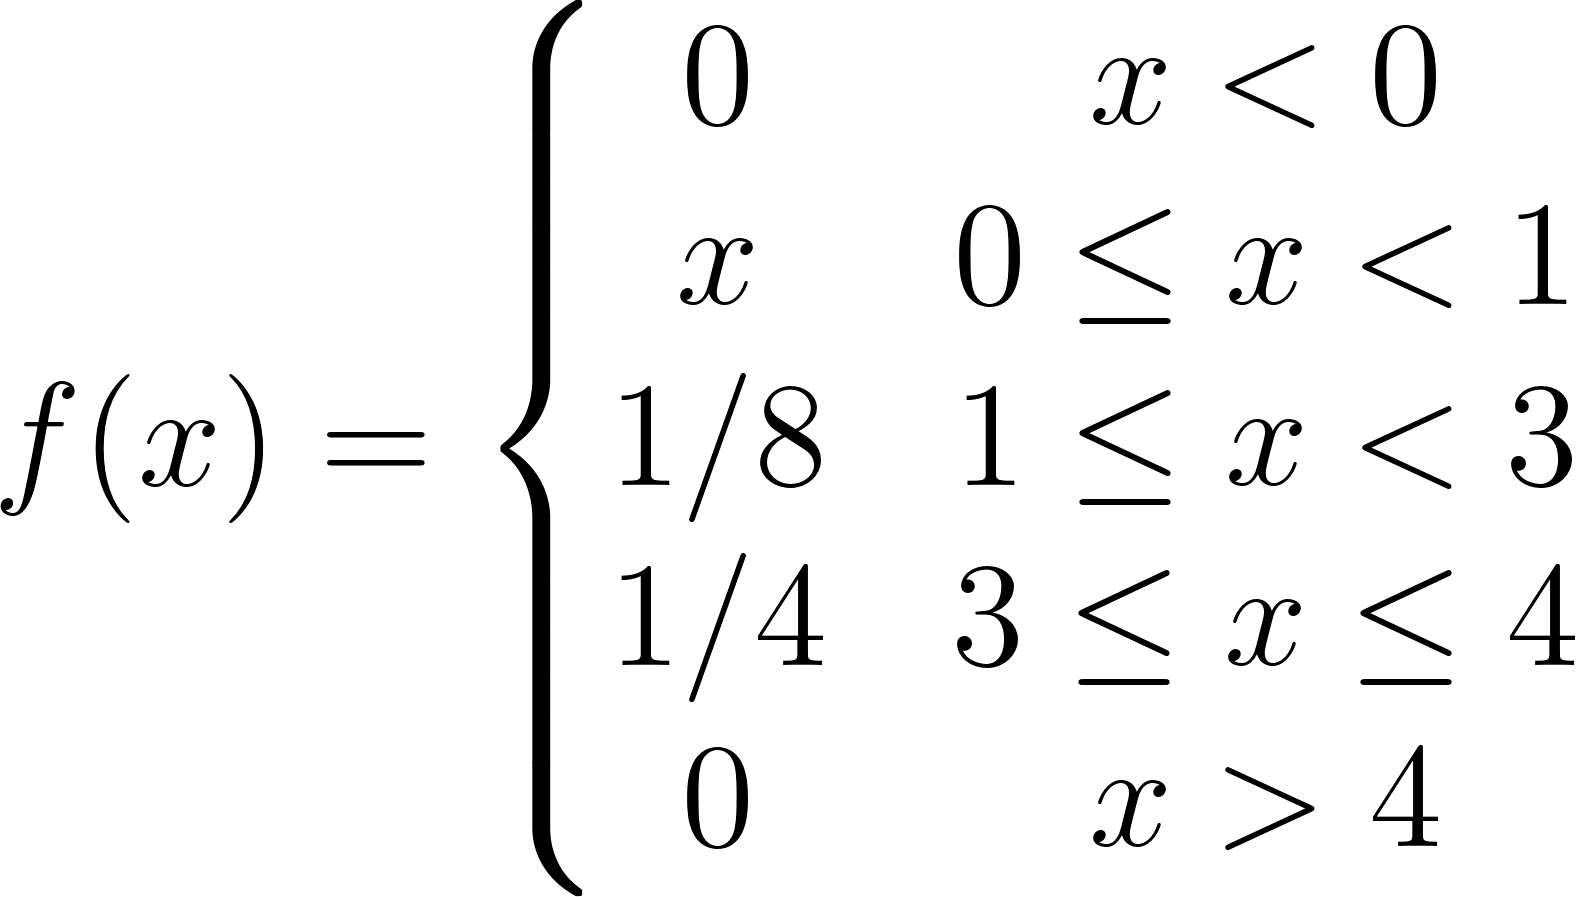 0 x < 0
x 0 ≤ x < 1
f(x) = { 1/8 1 ≤ x < 3
1/4 3 ≤ x ≤ 4
0 x > 4